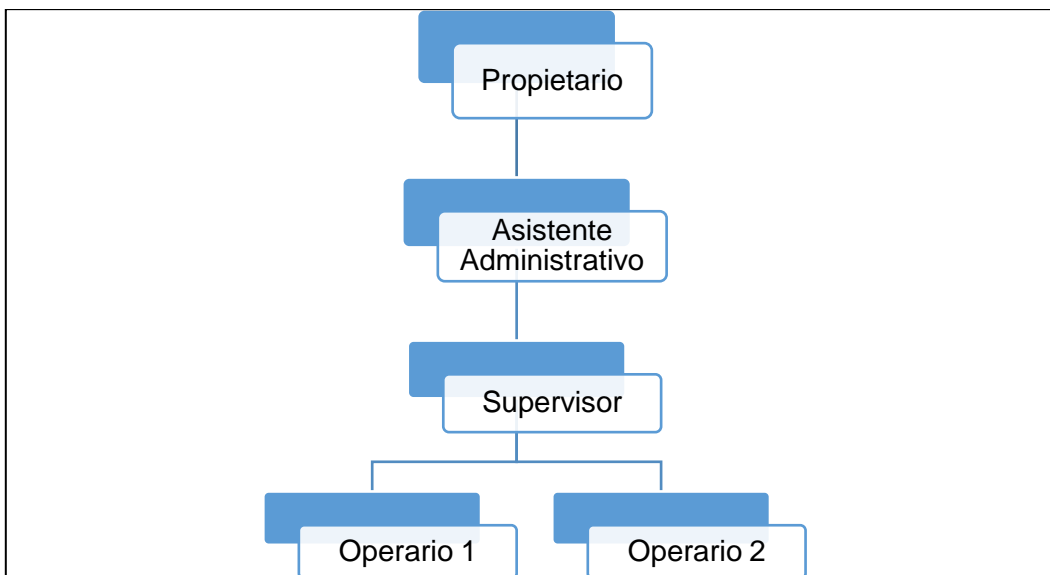 Propietario
Asistente
Administrativo
Supervisor
Operario 1
Operario 2